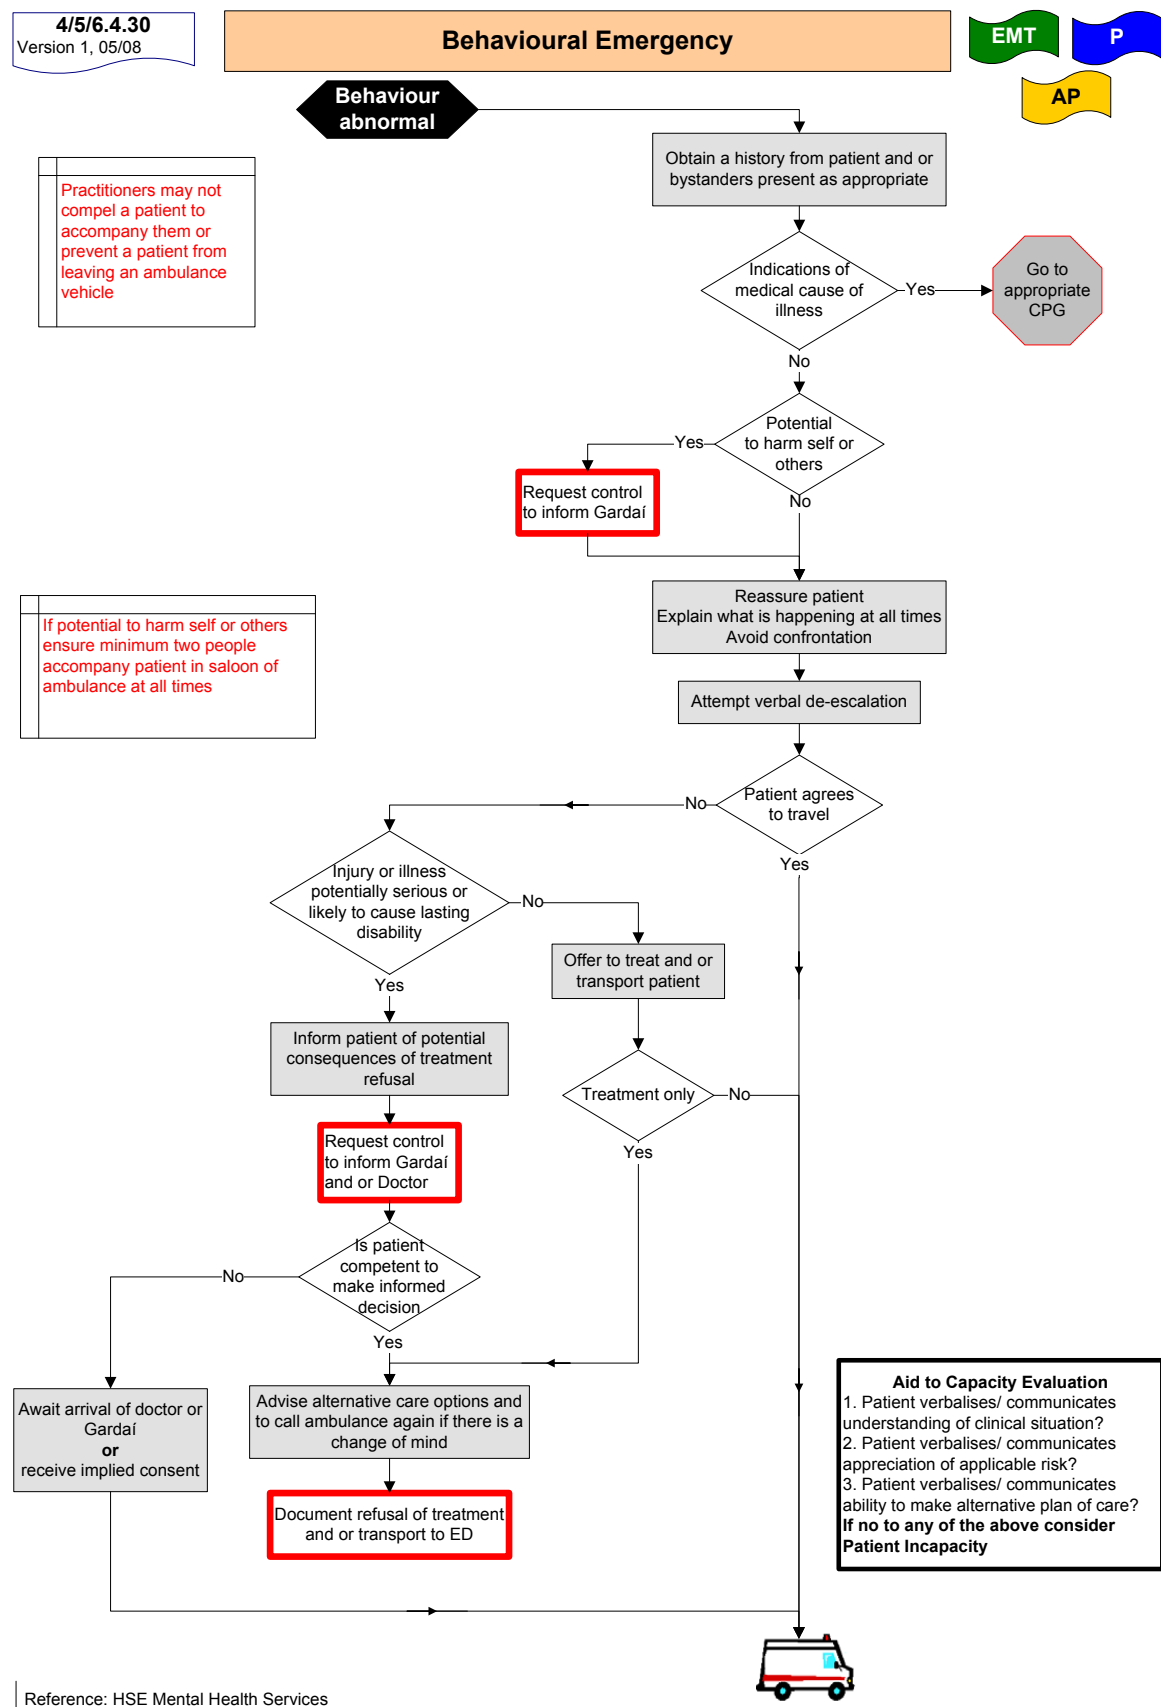 4/5/6.4.30
Version 1, 05/08
Behavioural Emergency
EMT
P
AP
Behaviour
abnormal
Obtain a history from patient and or
bystanders present as appropriate
Practitioners may not
compel a patient to
accompany them or
prevent a patient from
leaving an ambulance
vehicle
Indications of
medical cause of
illness
Yes
Go to
appropriate
CPG
No
Potential
to harm self or
others
Yes
Request control
to inform Gardaí
No
Reassure patient
Explain what is happening at all times
Avoid confrontation
If potential to harm self or others
ensure minimum two people
accompany patient in saloon of
ambulance at all times
Attempt verbal de-escalation
Patient agrees
to travel
No
Yes
Injury or illness
potentially serious or
likely to cause lasting
disability
No
Offer to treat and or
transport patient
Yes
Inform patient of potential
consequences of treatment
refusal
Treatment only
No
Yes
Request control
to inform Gardaí
and or Doctor
Is patient
competent to
make informed
decision
No
Yes
Await arrival of doctor or
Gardaí
or
receive implied consent
Advise alternative care options and
to call ambulance again if there is a
change of mind
Document refusal of treatment
and or transport to ED
Aid to Capacity Evaluation
1. Patient verbalises/ communicates
understanding of clinical situation?
2. Patient verbalises/ communicates
appreciation of applicable risk?
3. Patient verbalises/ communicates
ability to make alternative plan of care?
If no to any of the above consider
Patient Incapacity
Reference: HSE Mental Health Services